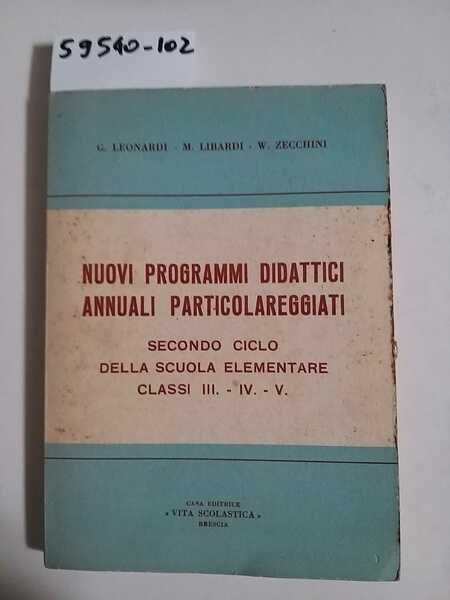 59540-102
G. LEONARDI - M. LIBARDI - W. ZECCHINI
NUOVI PROGRAMMI DIDATTICI
ANNUALI PARTICOLAREGGIATI
SECONDO CICLO
DELLA SCUOLA ELEMENTARE
CLASSI III. - IV. - V.
CASA EDITRICE
« VITA SCOLASTICA »
BRESCIA